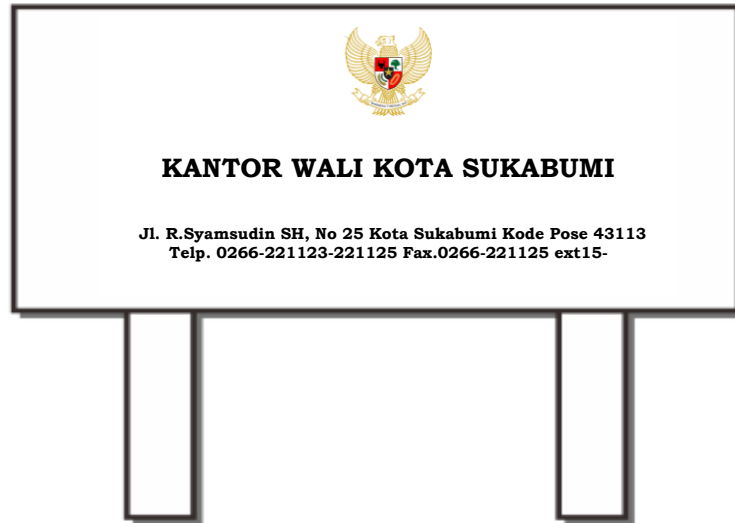 KANTOR WALI KOTA SUKABUMI
Jl. R.Syamsudin SH, No 25 Kota Sukabumi Kode Pose 43113
Telp. 0266-221123-221125 Fax.0266-221125 ext15-